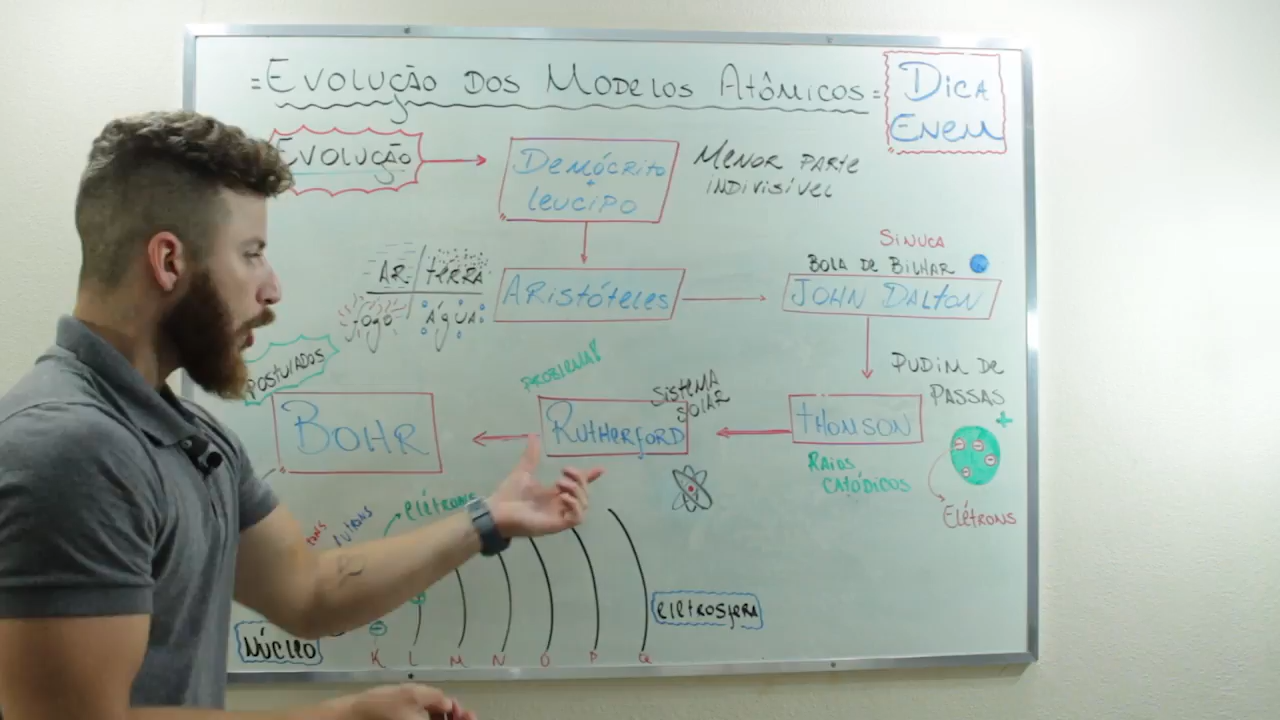 = Evolução dos Modelos Atômicos =
Dica
Enem
Evolução
Demócrito
+
Leucipo
Menor parte
indivisível
Ar
terra
fogo
água
Aristóteles
Sinuca
Bola de Bilhar
John Dalton
Pudim de
Passas
Thonson
+
Raios
Catódicos
Elétrons
Problema!
Sistema
Solar
Rutherford
Postulados
Bohr
elétrons
eletrosfera
Núcleo
K L M N O P Q